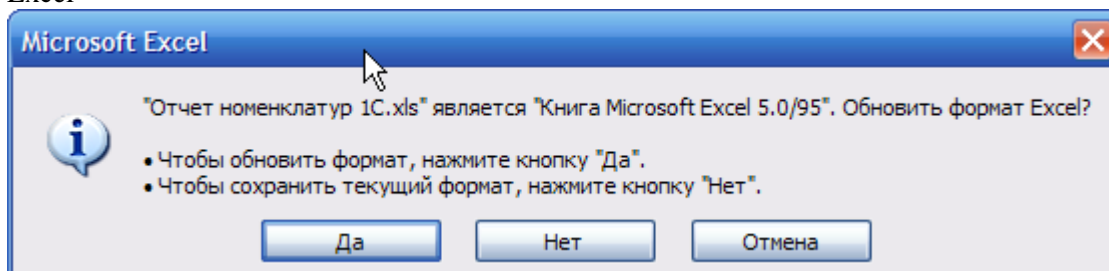 Microsoft Excel
"Отчет номенклатур 1С.xls" является "Книга Microsoft Excel 5.0/95". Обновить формат Excel?
• Чтобы обновить формат, нажмите кнопку "Да".
• Чтобы сохранить текущий формат, нажмите кнопку "Нет".
Да Нет Отмена